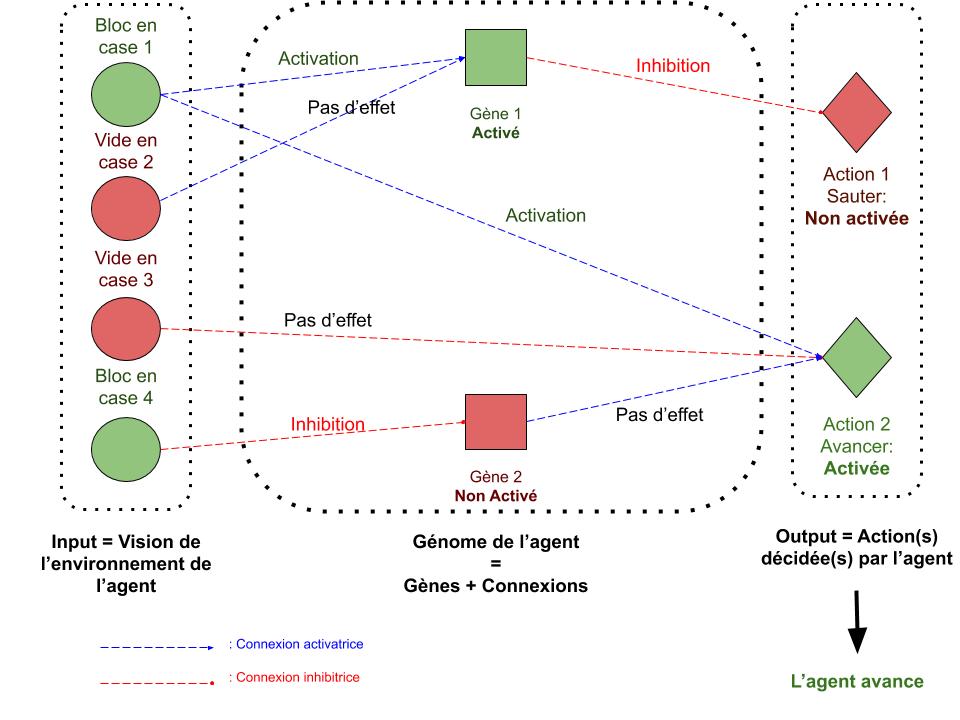 Bloc en
case 1
Vide en
case 2
Vide en
case 3
Bloc en
case 4
Activation
Pas d’effet
Activation
Pas d’effet
Inhibition
Gène 1
Activé
Gène 2
Non Activé
Inhibition
Pas d’effet
Action 1
Sauter:
Non activée
Action 2
Avancer:
Activée
Input = Vision de
l’environnement de
l’agent
Génome de l’agent
=
Gènes + Connexions
Output = Action(s)
décidée(s) par l’agent
L’agent avance
: Connexion activatrice
: Connexion inhibitrice